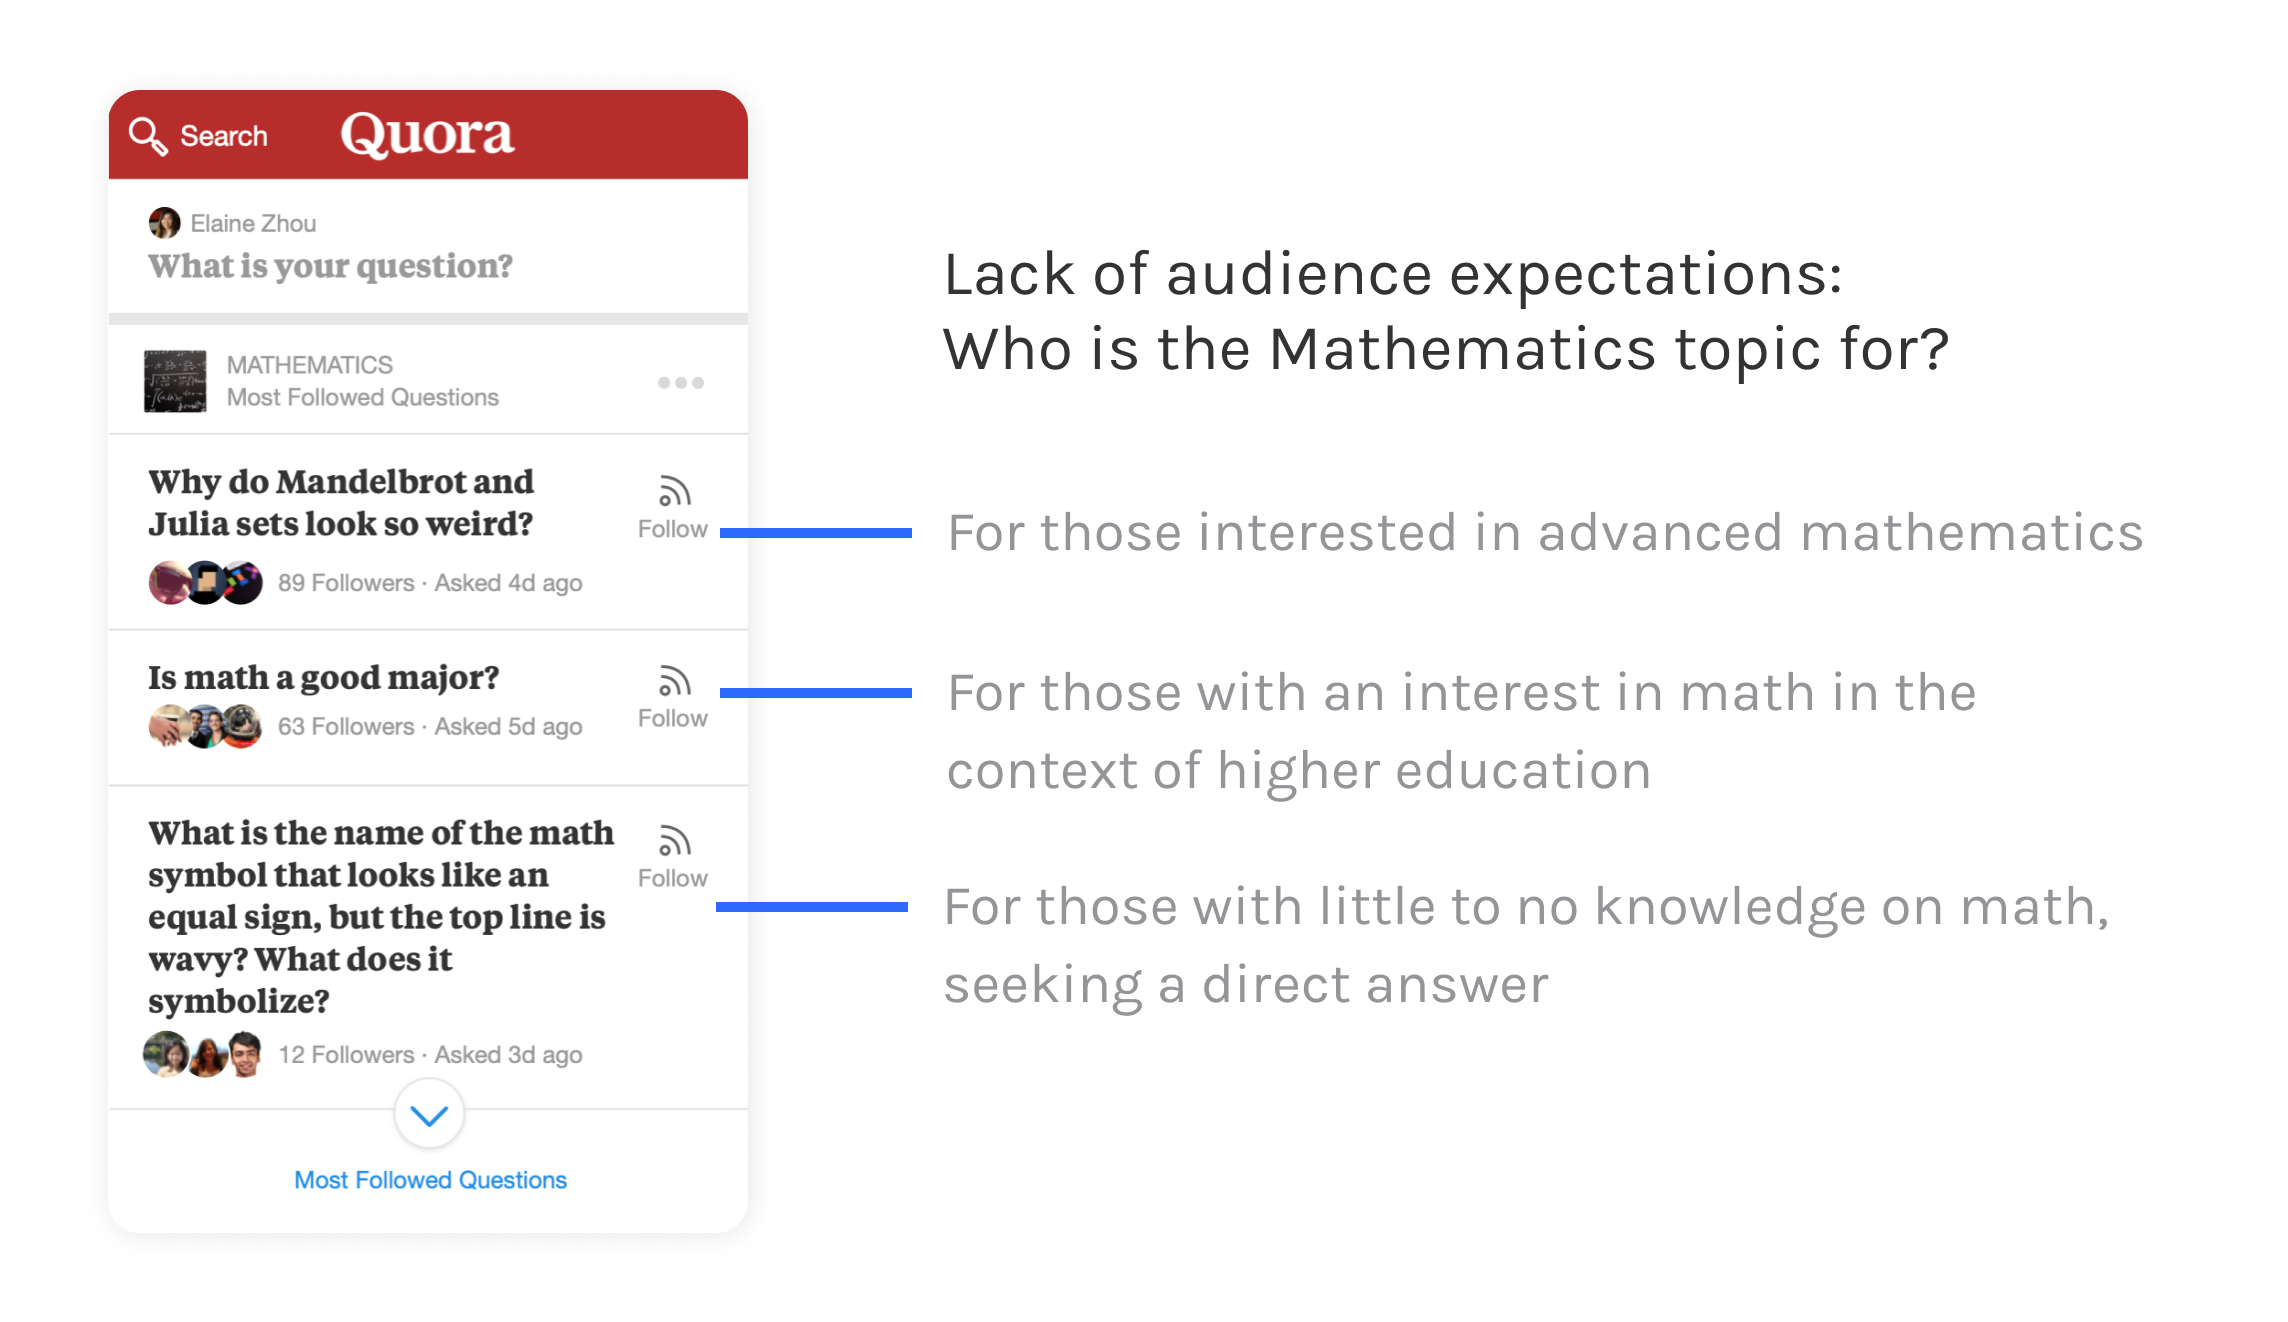 Search
Quora
Elaine Zhou
What is your question?
MATHEMATICS
Most Followed Questions
Why do Mandelbrot and
Julia sets look so weird?
Follow
89 Followers · Asked 4d ago
Is math a good major?
Follow
63 Followers · Asked 5d ago
What is the name of the math
symbol that looks like an
equal sign, but the top line is
wavy? What does it
symbolize?
Follow
12 Followers · Asked 3d ago
Most Followed Questions
Lack of audience expectations:
Who is the Mathematics topic for?
For those interested in advanced mathematics
For those with an interest in math in the
context of higher education
For those with little to no knowledge on math,
seeking a direct answer